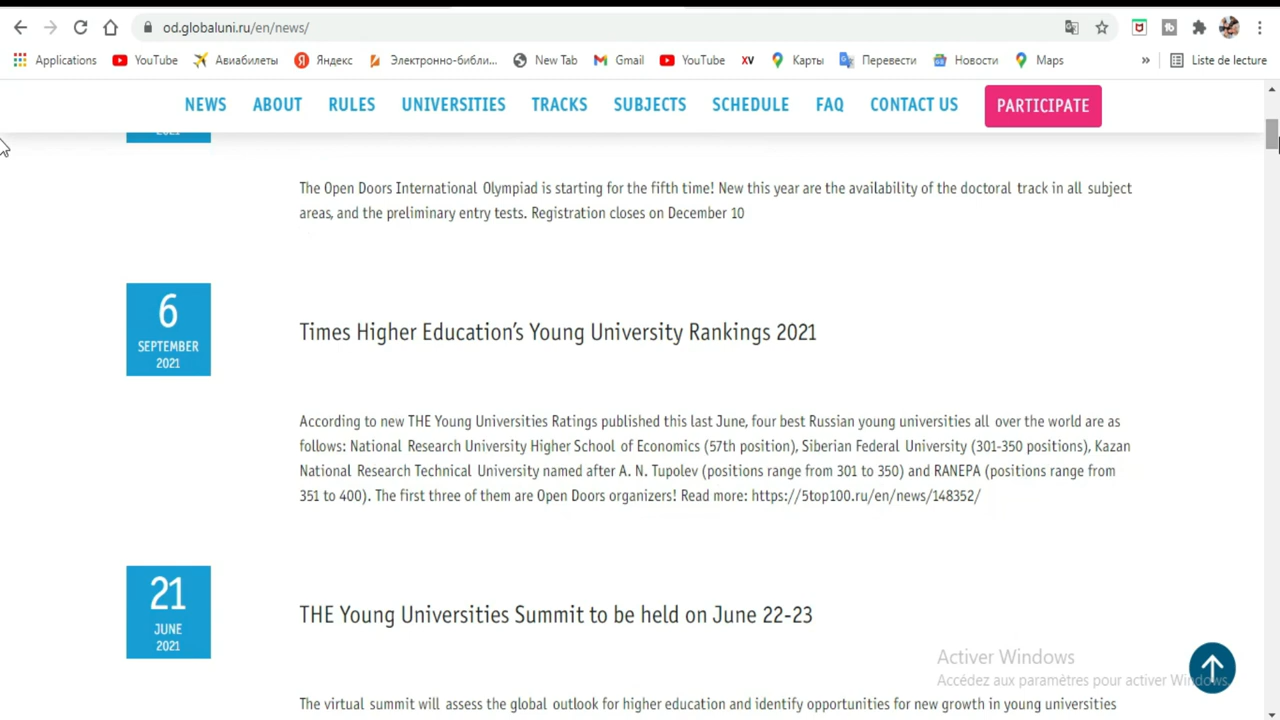 od.globaluni.ru/en/news/
Applications YouTube Авиабилеты Яндекс Электронно-библи... New Tab Gmail YouTube XV Карты Перевести Новости Maps » Liste de lecture
NEWS ABOUT RULES UNIVERSITIES TRACKS SUBJECTS SCHEDULE FAQ CONTACT US PARTICIPATE
2021
The Open Doors International Olympiad is starting for the fifth time! New this year are the availability of the doctoral track in all subject
areas, and the preliminary entry tests. Registration closes on December 10
6
SEPTEMBER
2021
Times Higher Education's Young University Rankings 2021
According to new THE Young Universities Ratings published this last June, four best Russian young universities all over the world are as
follows: National Research University Higher School of Economics (57th position), Siberian Federal University (301-350 positions), Kazan
National Research Technical University named after A. N. Tupolev (positions range from 301 to 350) and RANEPA (positions range from
351 to 400). The first three of them are Open Doors organizers! Read more: https://5top100.ru/en/news/148352/
21
JUNE
2021
THE Young Universities Summit to be held on June 22-23
Activer Windows
Accédez aux paramètres pour activer Windows.
The virtual summit will assess the global outlook for higher education and identify opportunities for new growth in young universities